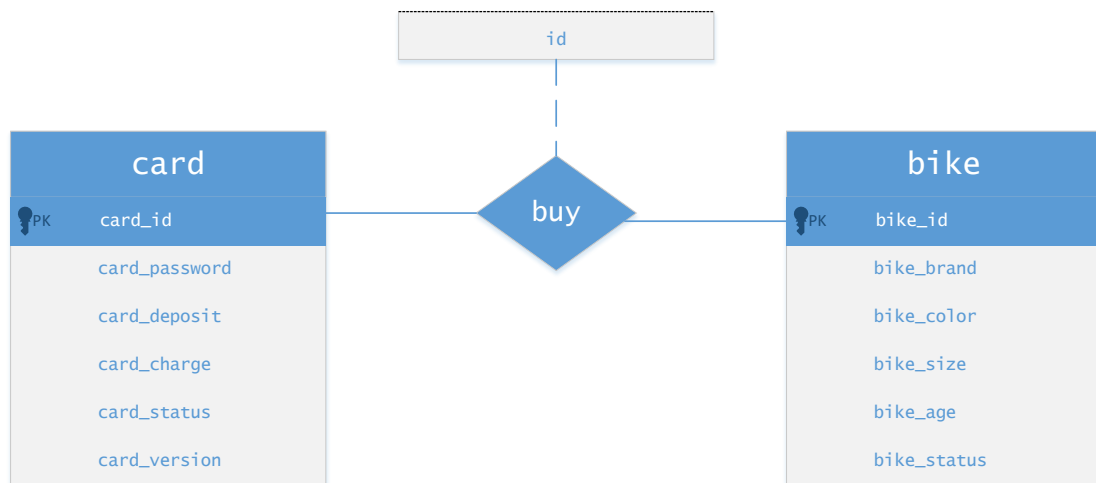 id
card
PK card_id
card_password
card_deposit
card_charge
card_status
card_version
buy
bike
PK bike_id
bike_brand
bike_color
bike_size
bike_age
bike_status